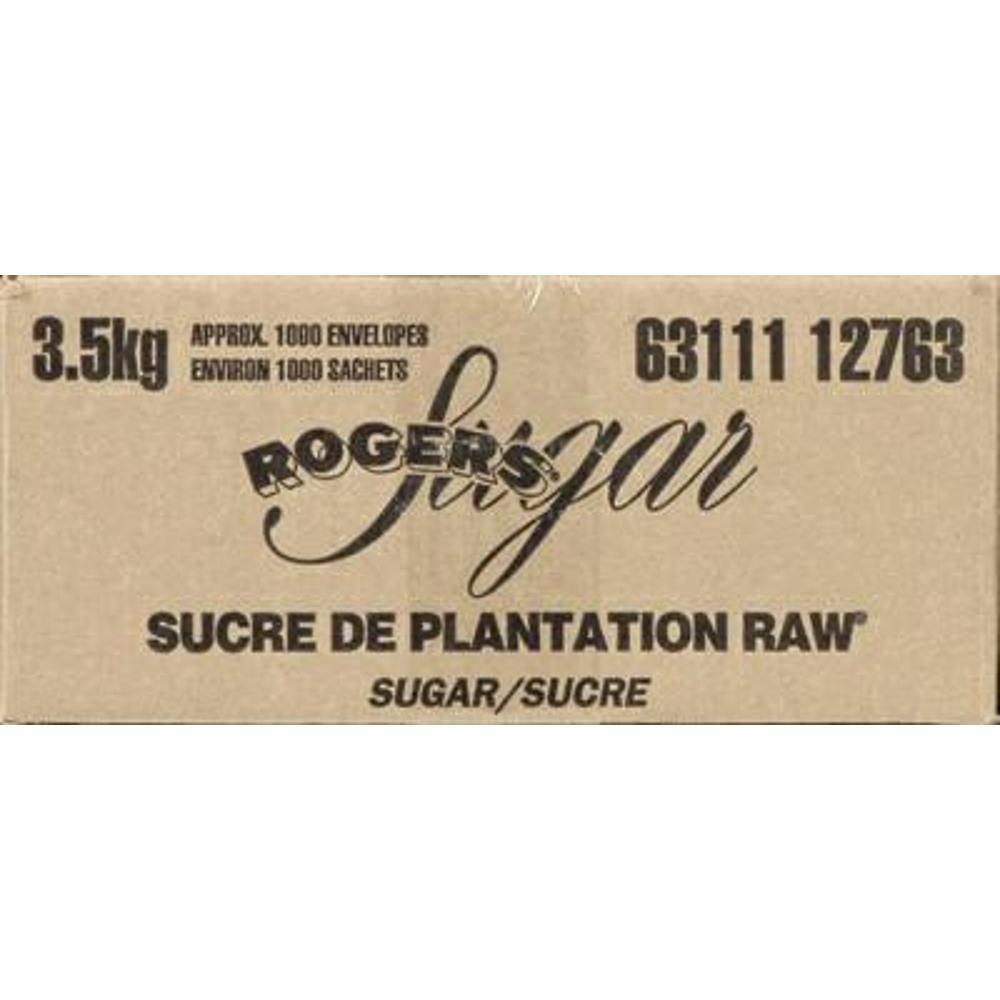 3.5kg
APPROX. 1000 ENVELOPES
ENVIRON 1000 SACHETS
63111 12763
ROGERS® Sugar
SUCRE DE PLANTATION RAW®
SUGAR/SUCRE